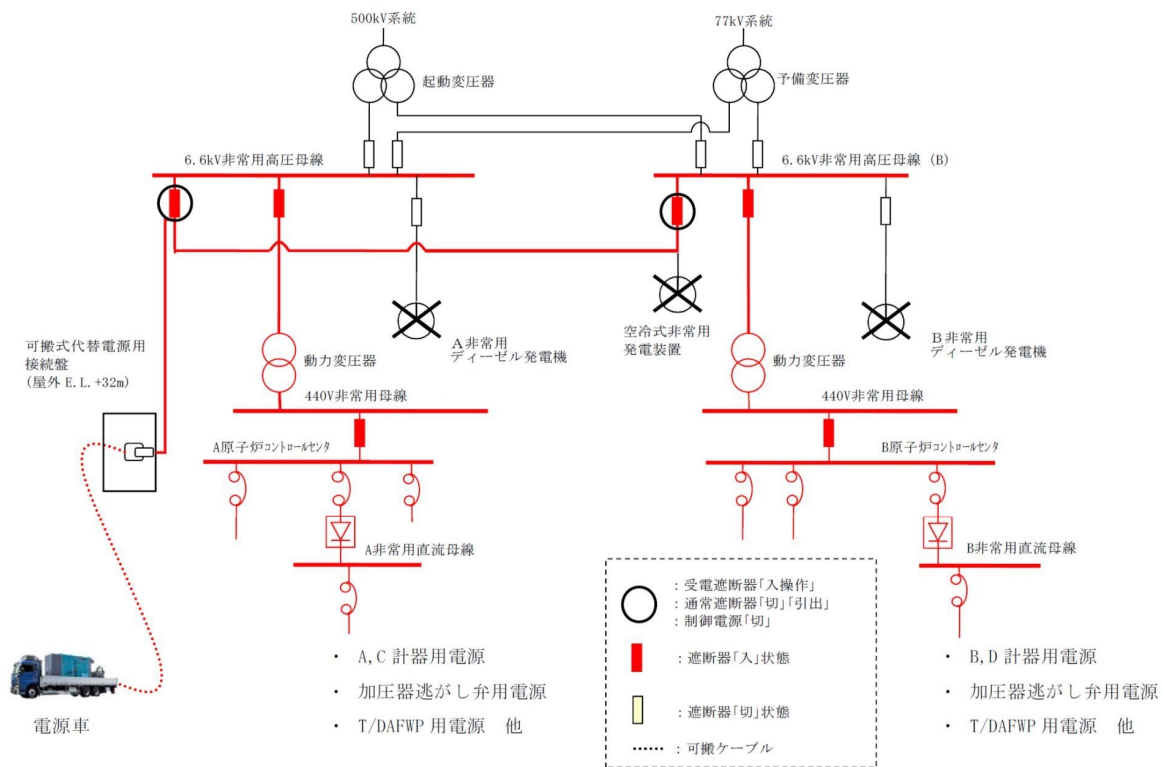 500kV系統
77kV系統
起動変圧器
予備変圧器
6.6kV非常用高圧母線
6.6kV非常用高圧母線 (B)
可搬式代替電源用
接続盤
(屋外 E.L.+32m)
A非常用
ディーゼル発電機
空冷式非常用
発電装置
B非常用
ディーゼル発電機
動力変圧器
動力変圧器
440V非常用母線
440V非常用母線
A原子炉コントロールセンタ
B原子炉コントロールセンタ
A非常用直流母線
B非常用直流母線
：受電遮断器「入操作」
：通常遮断器「切」「引出」
：制御電源「切」
：遮断器「入」状態
：遮断器「切」状態
：可搬ケーブル
電源車
・ A,C 計器用電源
・ 加圧器逃がし弁用電源
・ T/DAFWP 用電源 他
・ B,D 計器用電源
・ 加圧器逃がし弁用電源
・ T/DAFWP 用電源 他